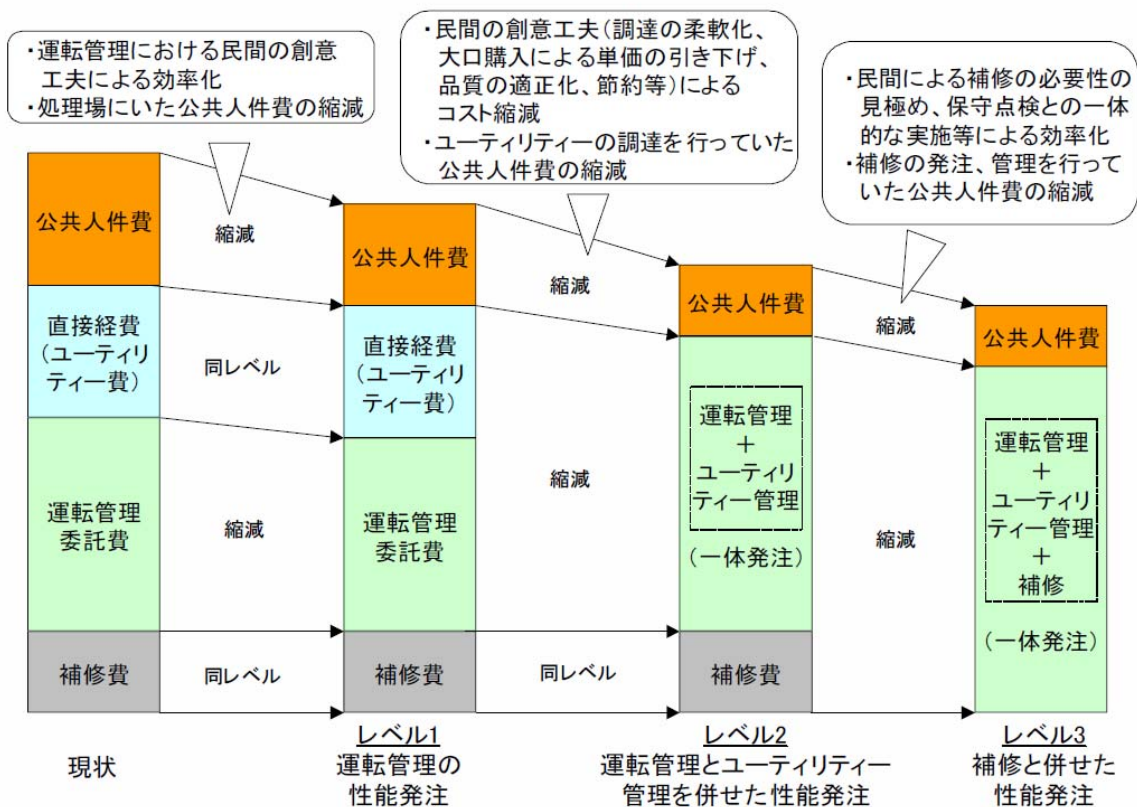 ・運転管理における民間の創意
工夫による効率化
・処理場にいた公共人件費の縮減
・民間の創意工夫（調達の柔軟化、
大口購入による単価の引き下げ、
品質の適正化、節約等）による
コスト縮減
・ユーティリティーの調達を行っていた
公共人件費の縮減
・民間による補修の必要性の
見極め、保守点検との一体
的な実施等による効率化
・補修の発注、管理を行って
いた公共人件費の縮減
公共人件費
直接経費
（ユーティリ
ティー費）
運転管理
委託費
補修費
現状
縮減
同レベル
縮減
同レベル
公共人件費
直接経費
（ユーティリ
ティー費）
運転管理
委託費
補修費
レベル1
運転管理の
性能発注
縮減
縮減
同レベル
公共人件費
運転管理
＋
ユーティリ
ティー管理
（一体発注）
補修費
レベル2
運転管理とユーティリティー
管理を併せた性能発注
縮減
縮減
公共人件費
運転管理
＋
ユーティリ
ティー管理
＋
補修
（一体発注）
レベル3
補修と併せた
性能発注